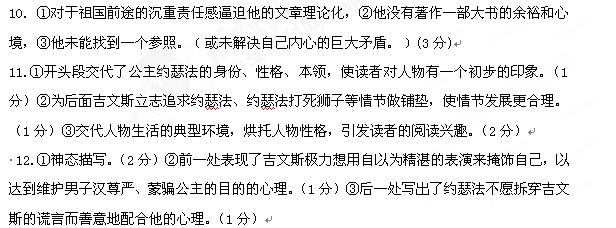 10. ①对于祖国前途的沉重责任感逼迫他的文章理论化，②他没有著作一部大书的余裕和心
境，③他未能找到一个参照。（或未解决自己内心的巨大矛盾。）(3 分)↵
11.①开头段交代了公主约瑟法的身份、性格、本领，使读者对人物有一个初步的印象。（1
分）②为后面吉文斯立志追求约瑟法、约瑟法打死狮子等情节做铺垫，使情节发展更合理。
（1 分）③交代人物生活的典型环境，烘托人物性格，引发读者的阅读兴趣。（2 分）↵
12.①神态描写。（2 分）②前一处表现了吉文斯极力想用自以为精湛的表演来掩饰自己，以
达到维护男子汉尊严、蒙骗公主的目的的心理。（1 分）③后一处写出了约瑟法不愿拆穿吉文
斯的谎言而善意地配合他的心理。（1 分）↵